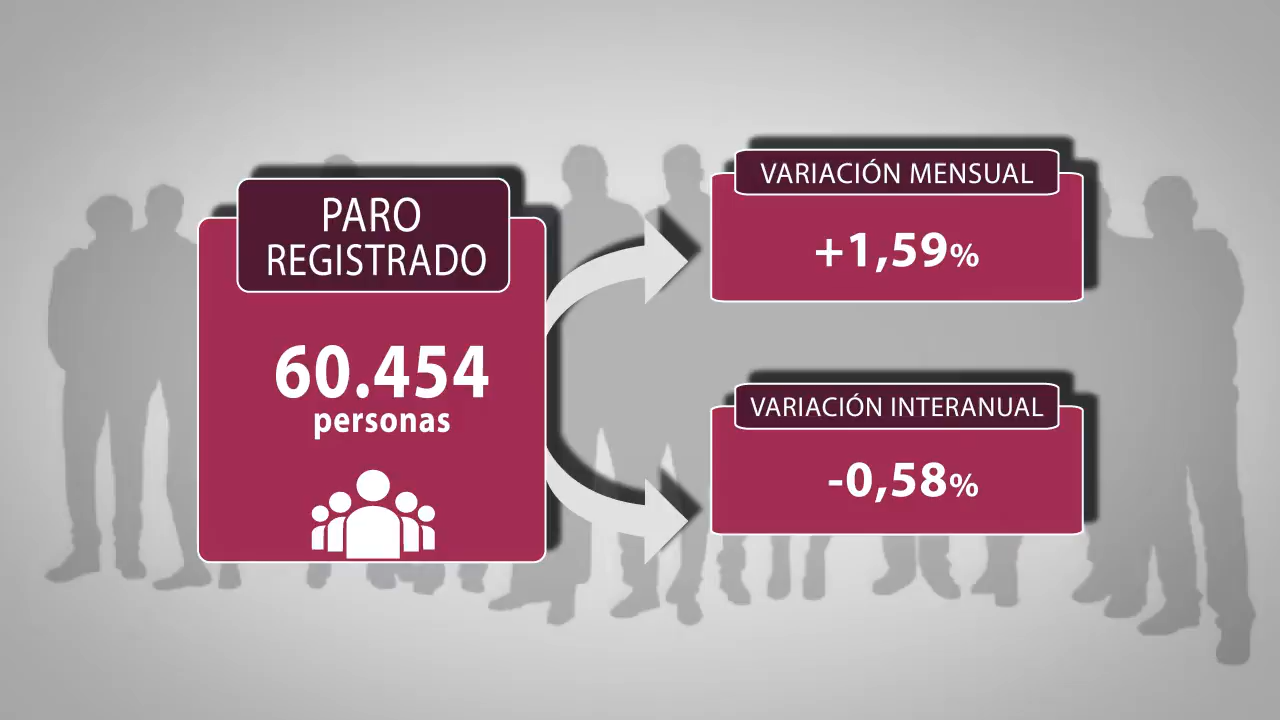 PARO
REGISTRADO
60.454
personas
VARIACIÓN MENSUAL
+1,59%
VARIACIÓN INTERANUAL
-0,58%